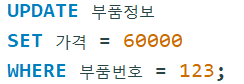 UPDATE 부품정보
SET 가격 = 60000
WHERE 부품번호 = 123;